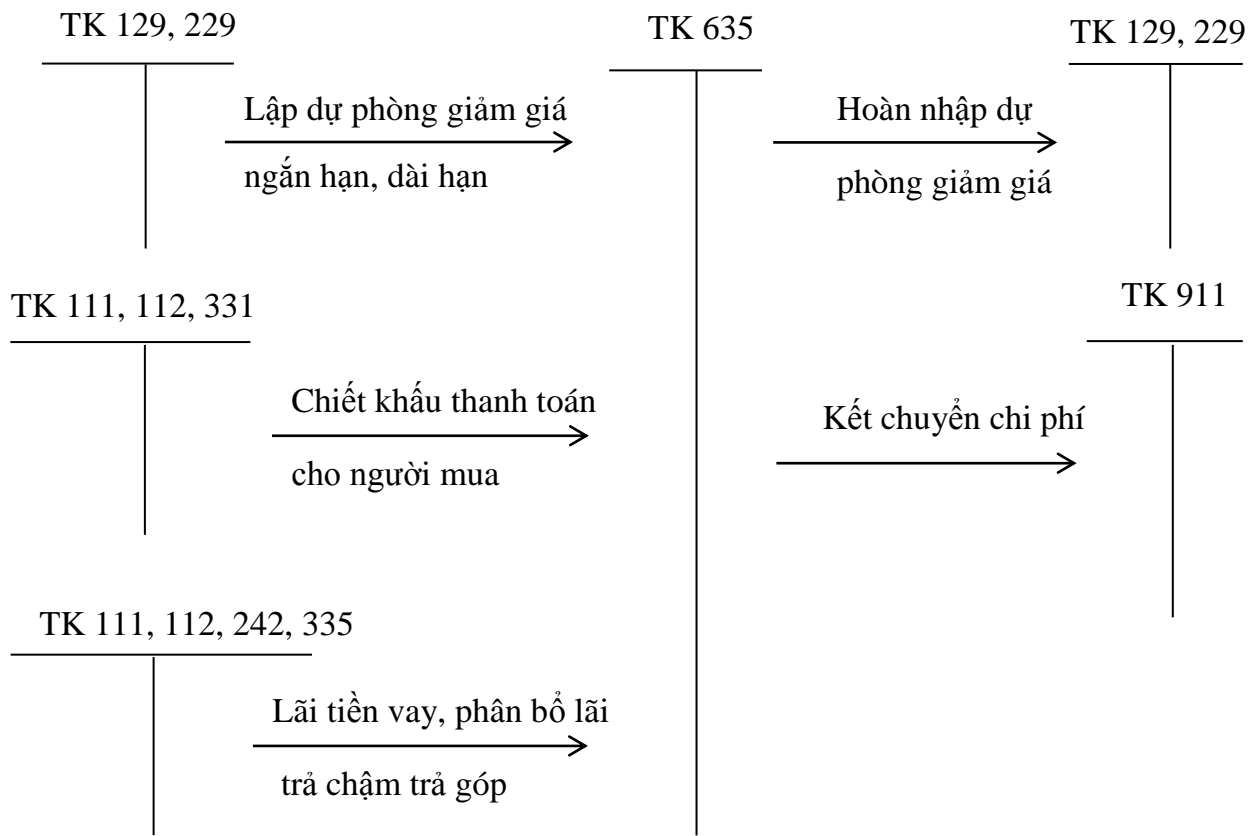 TK 129, 229
TK 635
TK 129, 229
Lập dự phòng giảm giá
ngắn hạn, dài hạn
Hoàn nhập dự
phòng giảm giá
TK 111, 112, 331
TK 911
Chiết khấu thanh toán
cho người mua
Kết chuyển chi phí
TK 111, 112, 242, 335
Lãi tiền vay, phân bổ lãi
trả chậm trả góp